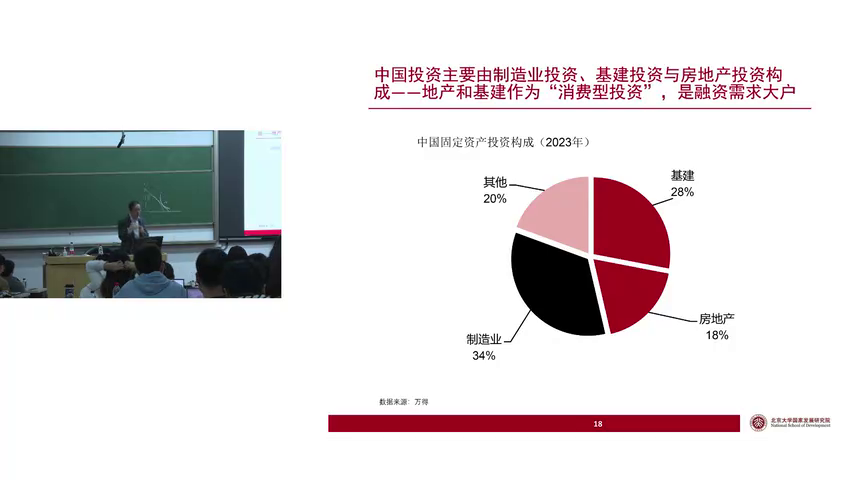 中国投资主要由制造业投资、基建投资与房地产投资构
成——地产和基建作为“消费型投资”，是融资需求大户
中国固定资产投资构成（2023年）
其他
20%
基建
28%
房地产
18%
制造业
34%
数据来源：万得
18
北京大学国家发展研究院
National School of Development